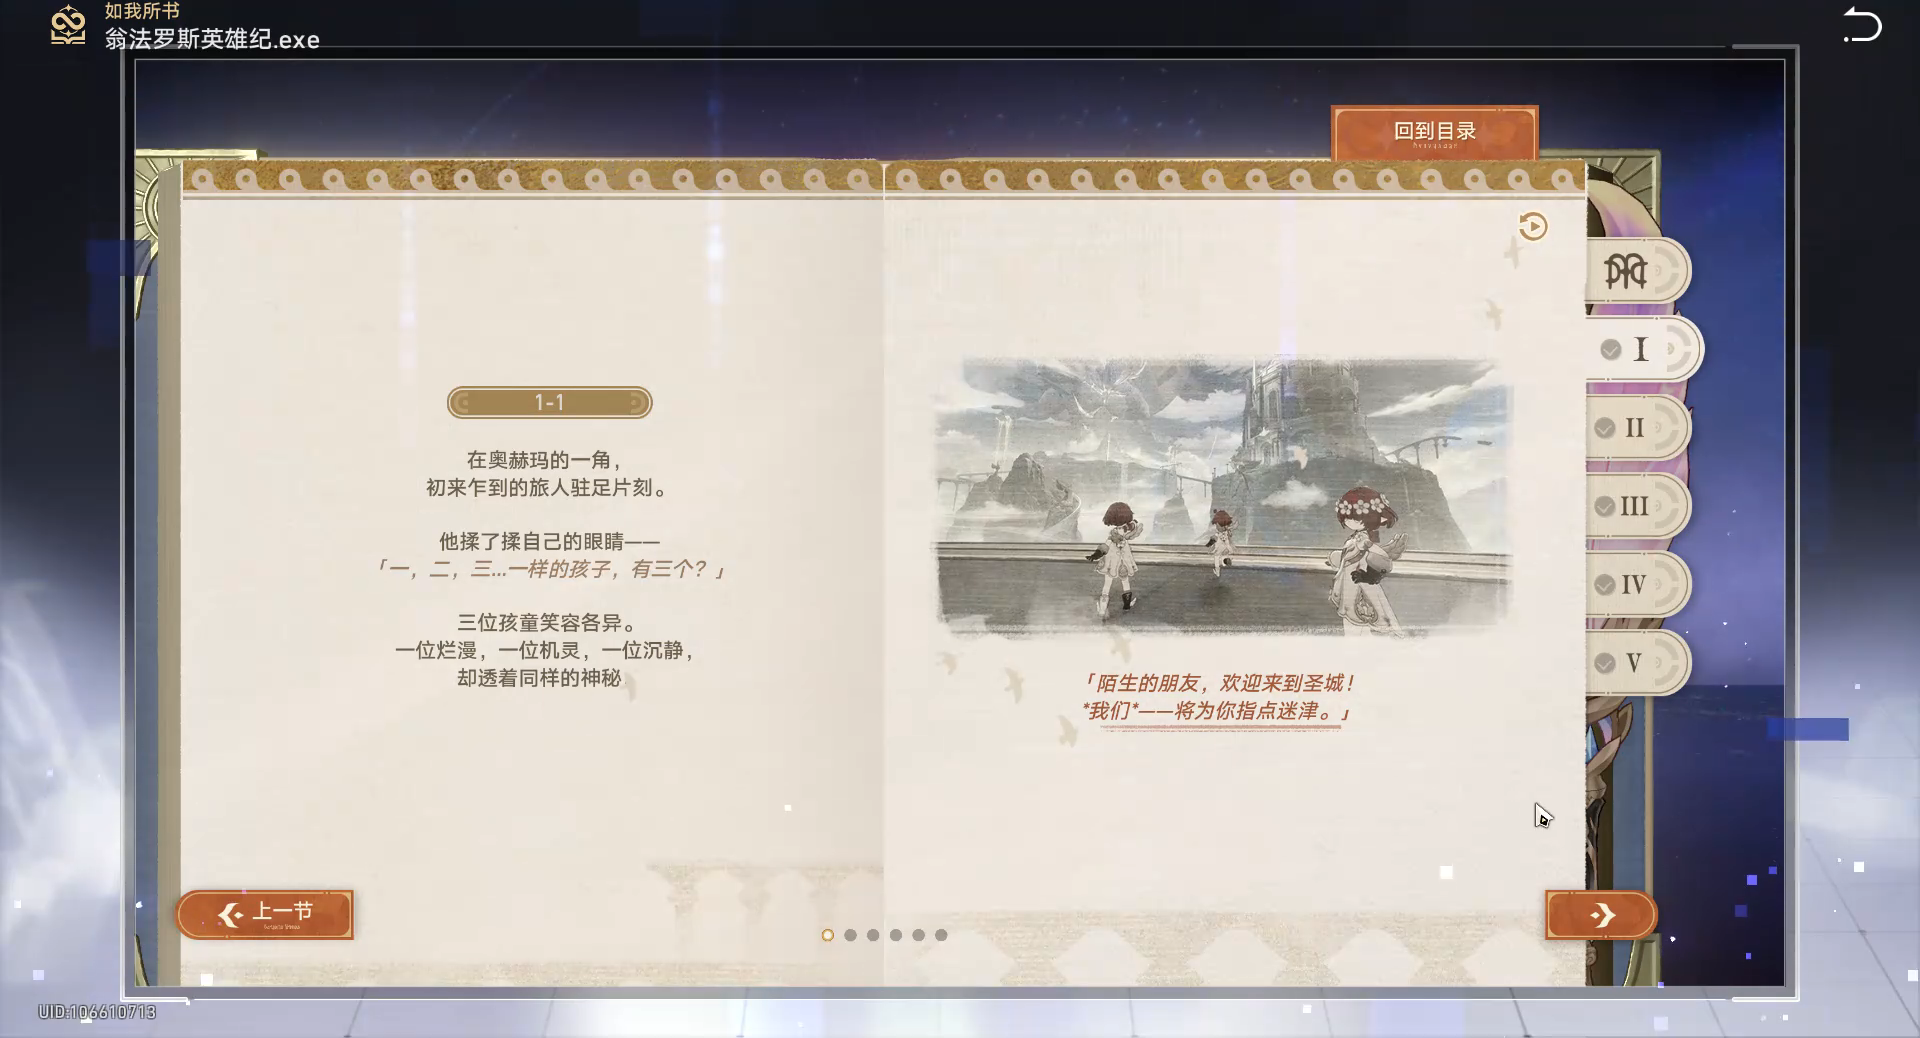 如我所书
翁法罗斯英雄纪.exe
回到目录
1-1
在奥赫玛的一角，
初来乍到的旅人驻足片刻。
他揉了揉自己的眼睛——
「一，二，三...一样的孩子，有三个？」
三位孩童笑容各异。
一位烂漫，一位机灵，一位沉静，
却透着同样的神秘
「陌生的朋友，欢迎来到圣城！
*我们*——将为你指点迷津。」
I
II
III
IV
V
上一节
UID:106610713